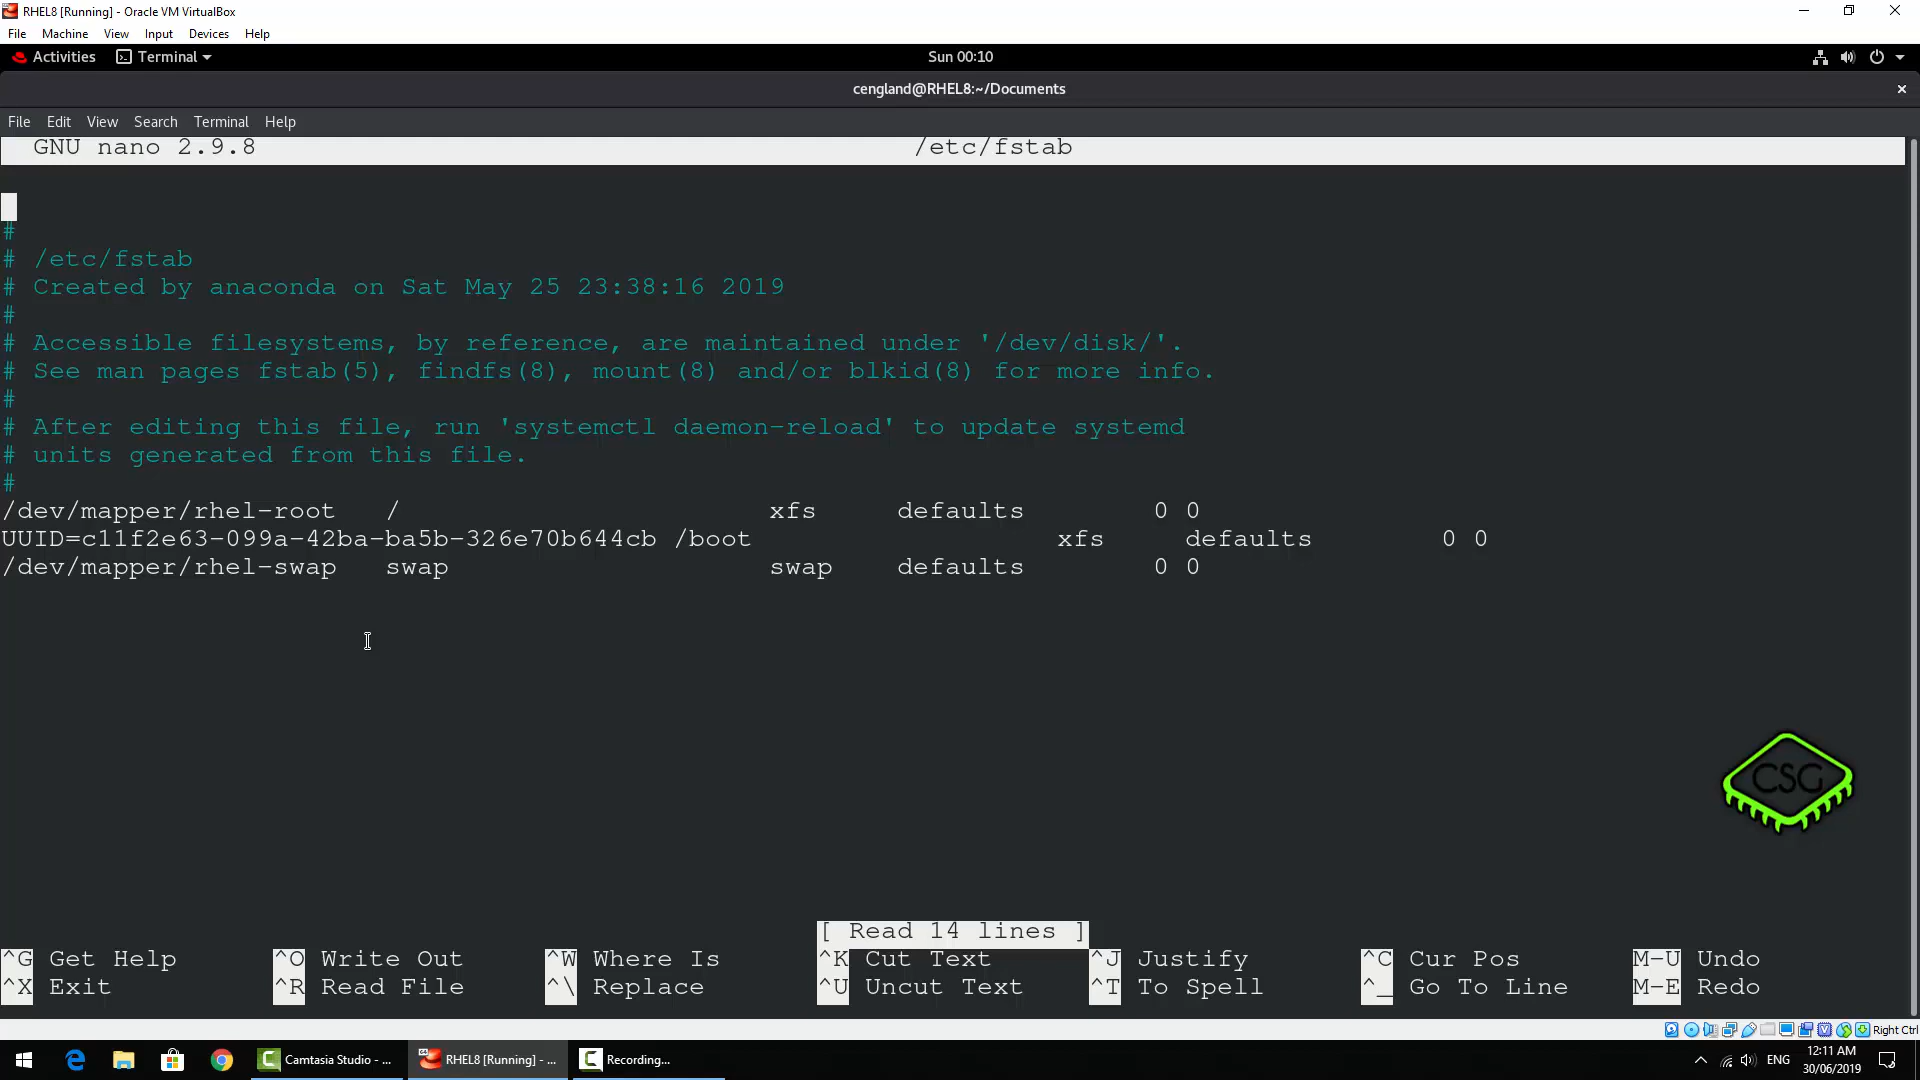 RHEL8 [Running] - Oracle VM VirtualBox
File Machine View Input Devices Help
Activities Terminal Sun 00:10
cengland@RHEL8:~/Documents
File Edit View Search Terminal Help
GNU nano 2.9.8 /etc/fstab
#
# /etc/fstab
# Created by anaconda on Sat May 25 23:38:16 2019
#
# Accessible filesystems, by reference, are maintained under '/dev/disk/'.
# See man pages fstab(5), findfs(8), mount(8) and/or blkid(8) for more info.
#
# After editing this file, run 'systemctl daemon-reload' to update systemd
# units generated from this file.
#
/dev/mapper/rhel-root / xfs defaults 0 0
UUID=c11f2e63-099a-42ba-ba5b-326e70b644cb /boot xfs defaults 0 0
/dev/mapper/rhel-swap swap swap defaults 0 0
CSG
[ Read 14 lines ]
^G Get Help ^O Write Out ^W Where Is ^K Cut Text ^J Justify ^C Cur Pos M-U Undo
^X Exit ^R Read File ^\ Replace ^U Uncut Text ^T To Spell ^_ Go To Line M-E Redo
Right Ctrl
Camtasia Studio - ... RHEL8 [Running] - ... Recording... ENG 12:11 AM
30/06/2019